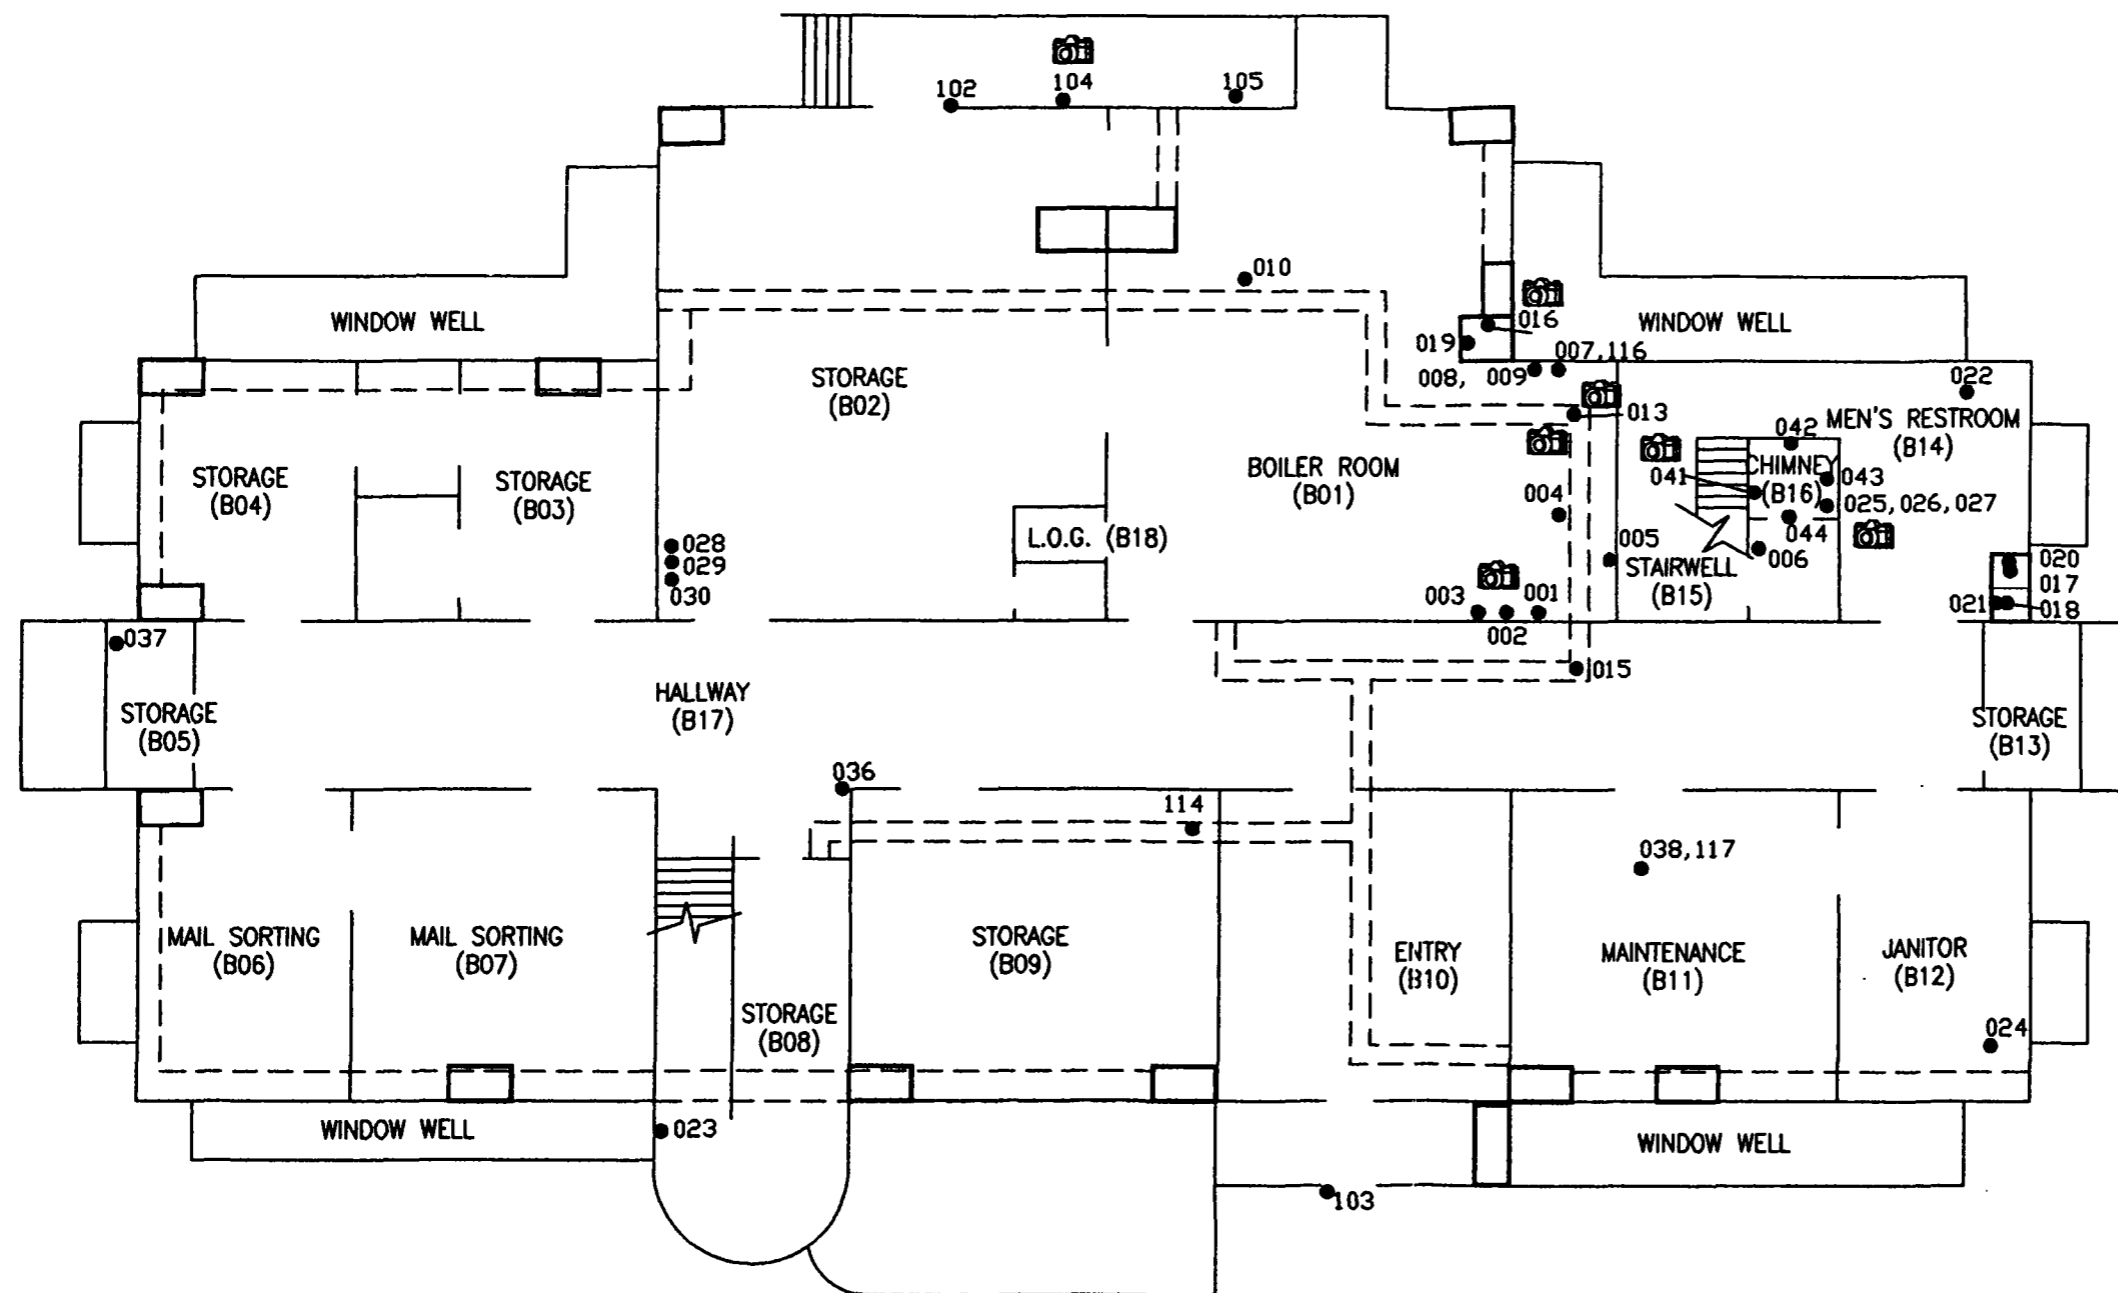 102
104
105
010
WINDOW WELL
016
WINDOW WELL
019
007,116
008, 009
STORAGE
(B02)
022
013
MEN'S RESTROOM
(B14)
042
STORAGE
(B04)
STORAGE
(B03)
BOILER ROOM
(B01)
CHIMNEY
(B16)
041
043
004
025,026,027
044
028
029
030
L.O.G. (B18)
005
006
STAIRWELL
(B15)
020
017
018
021
003
001
002
037
015
HALLWAY
(B17)
STORAGE
(B05)
STORAGE
(B13)
036
114
038,117
MAIL SORTING
(B06)
MAIL SORTING
(B07)
STORAGE
(B09)
ENTRY
(B10)
MAINTENANCE
(B11)
JANITOR
(B12)
STORAGE
(B08)
024
WINDOW WELL
023
WINDOW WELL
103